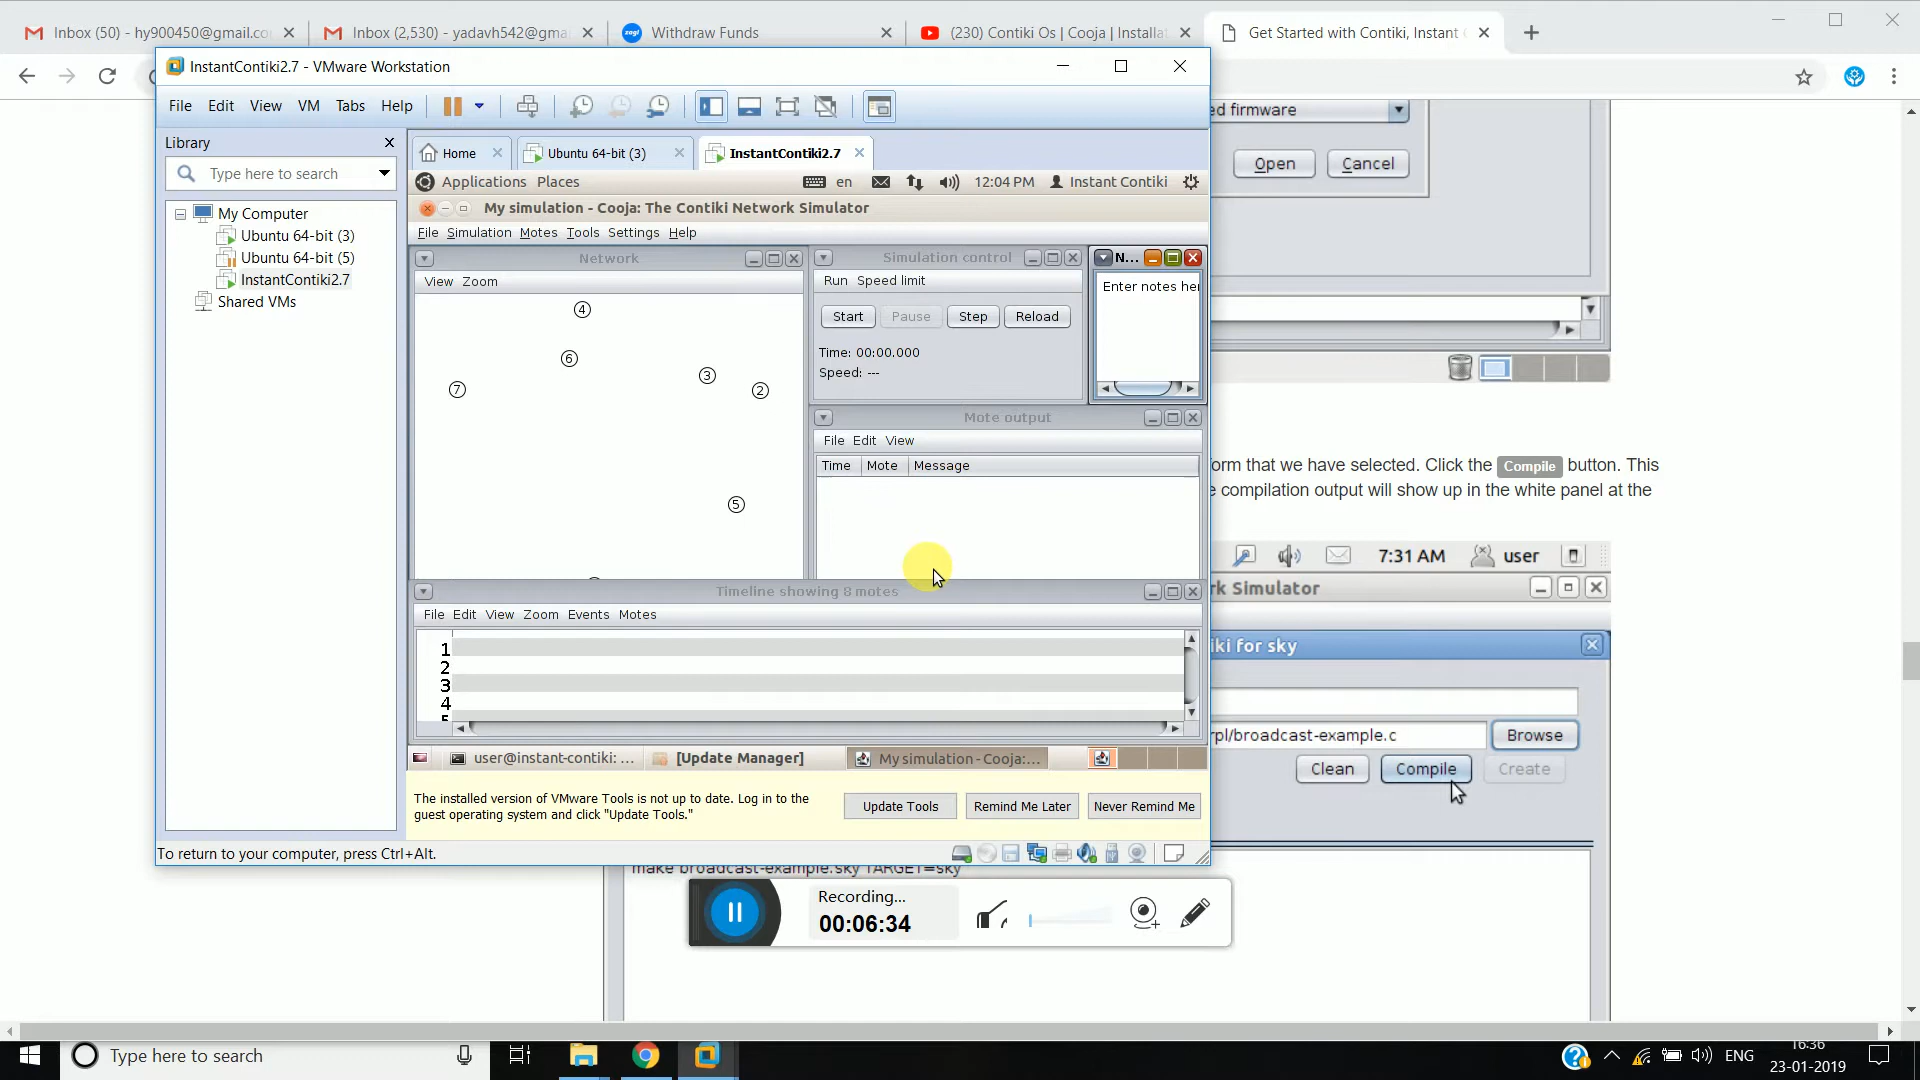 Inbox (50) - hy900450@gmail.co
Inbox (2,530) - yadavh542@gma
Withdraw Funds
(230) Contiki Os | Cooja | Installa
Get Started with Contiki, Instant C
InstantContiki2.7 - VMware Workstation
File Edit View VM Tabs Help
Library
Type here to search
My Computer
Ubuntu 64-bit (3)
Ubuntu 64-bit (5)
InstantContiki2.7
Shared VMs
Home
Ubuntu 64-bit (3)
InstantContiki2.7
Applications Places
en
12:04 PM
Instant Contiki
My simulation - Cooja: The Contiki Network Simulator
File Simulation Motes Tools Settings Help
Network
View Zoom
4
6
7
3
2
5
Simulation control
Run Speed limit
Start Pause Step Reload
Time: 00:00.000
Speed: ---
N...
Enter notes her
Mote output
File Edit View
Time Mote Message
Timeline showing 8 motes
File Edit View Zoom Events Motes
1
2
3
4
user@instant-contiki: ...
[Update Manager]
My simulation - Cooja:...
The installed version of VMware Tools is not up to date. Log in to the
guest operating system and click "Update Tools."
Update Tools
Remind Me Later
Never Remind Me
To return to your computer, press Ctrl+Alt.
ed firmware
Open Cancel
orm that we have selected. Click the Compile button. This
e compilation output will show up in the white panel at the
7:31 AM
user
rk Simulator
iki for sky
rpl/broadcast-example.c
Browse
Clean Compile Create
make broadcast-example.sky TARGET=sky
Recording...
00:06:34
Type here to search
ENG
16:36
23-01-2019